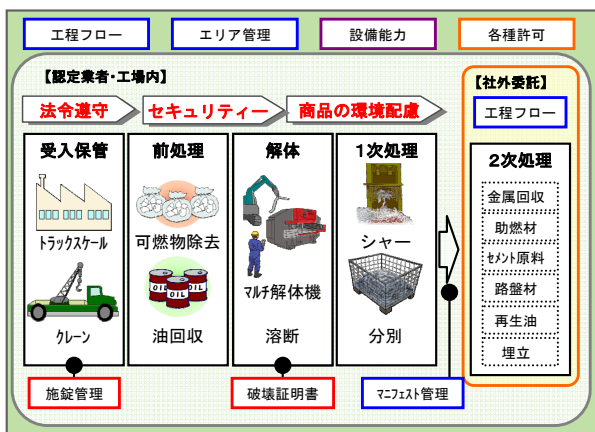 工程フロー
エリア管理
設備能力
各種許可
【認定業者・工場内】
【社外委託】
法令遵守
セキュリティー
商品の環境配慮
工程フロー
受入保管
前処理
解体
1次処理
2次処理
トラックスケール
可燃物除去
マルチ解体機
シャー
クレーン
OIL
OIL
OIL
油回収
溶断
分別
金属回収
助燃材
セメント原料
路盤材
再生油
埋立
施錠管理
破壊証明書
マニフェスト管理